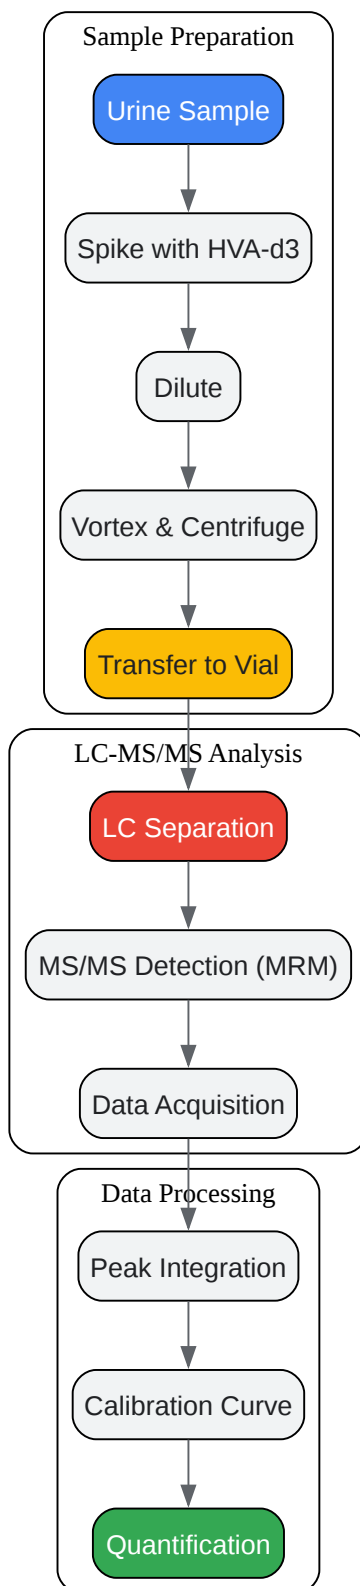 Sample Preparation
Urine Sample
Spike with HVA-d3
Dilute
Vortex & Centrifuge
Transfer to Vial
LC-MS/MS Analysis
LC Separation
MS/MS Detection (MRM)
Data Acquisition
Data Processing
Peak Integration
Calibration Curve
Quantification